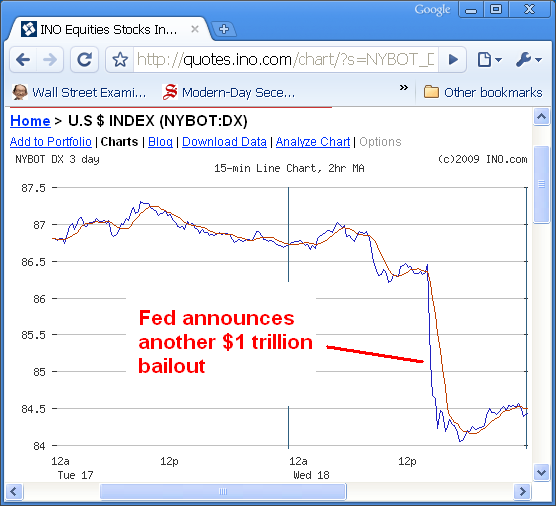 Google
INO Equities Stocks In...
http://quotes.ino.com/chart/?s=NYBOT_D
Wall Street Exami...
Modern-Day Sece...
»
Other bookmarks
Home > U.S $ INDEX (NYBOT:DX)
Add to Portfolio | Charts | Blog | Download Data | Analyze Chart | Options
NYBOT DX 3 day
(c)2009 INO.com
15-min Line Chart, 2hr MA
87.5
87
86.5
86
85.5
85
84.5
84
Fed announces
another $1 trillion
bailout
12a 12p 12a 12p
Tue 17 Wed 18